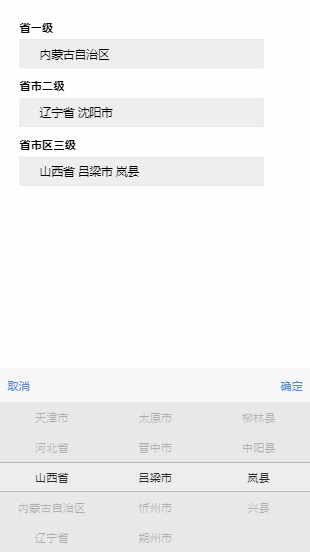 省一级
内蒙古自治区
省市二级
辽宁省 沈阳市
省市区三级
山西省 吕梁市 岚县
取消 确定
天津市 太原市 柳林县
河北省 晋中市 中阳县
山西省 吕梁市 岚县
内蒙古自治区 忻州市 兴县
辽宁省 朔州市